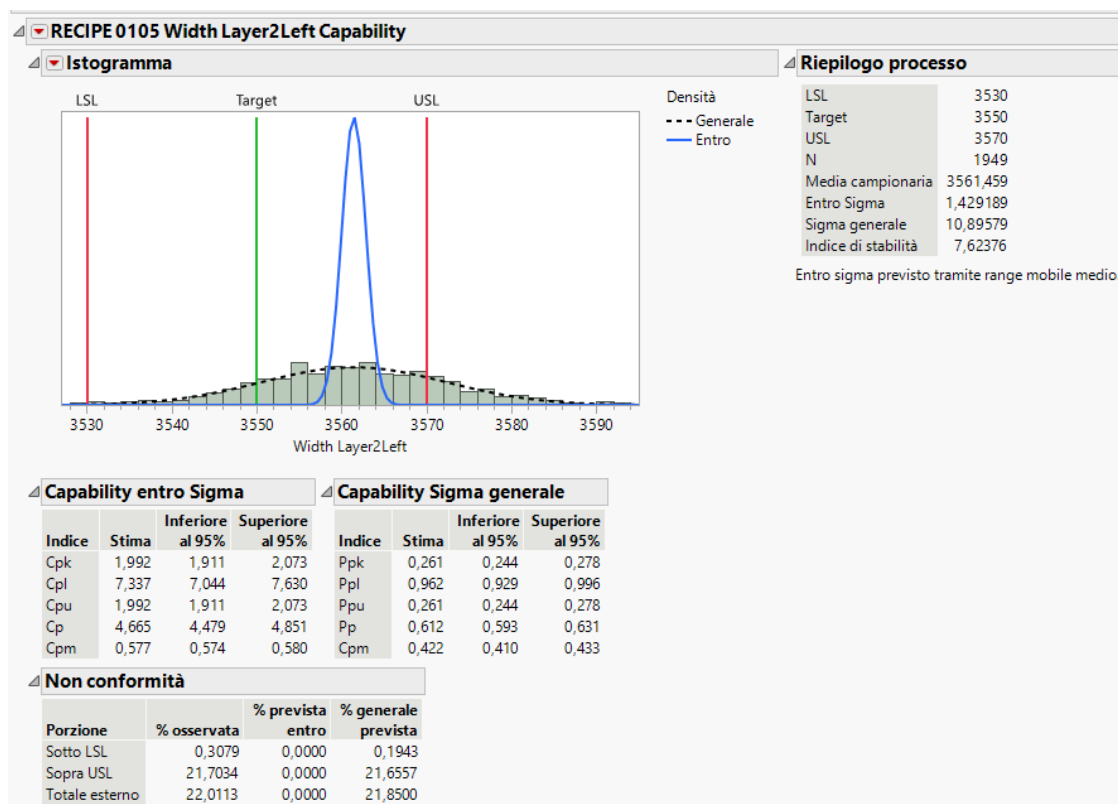 RECIPE 0105 Width Layer2Left Capability
Istogramma
LSL Target USL
3530 3540 3550 3560 3570 3580 3590
Width Layer2Left
Densità
Generale
Entro
Riepilogo processo
LSL 3530
Target 3550
USL 3570
N 1949
Media campionaria 3561,459
Entro Sigma 1,429189
Sigma generale 10,89579
Indice di stabilità 7,62376
Entro sigma previsto tramite range mobile medio.
Capability entro Sigma
Inferiore Superiore
Indice Stima al 95% al 95%
Cpk 1,992 1,911 2,073
Cpl 7,337 7,044 7,630
Cpu 1,992 1,911 2,073
Cp 4,665 4,479 4,851
Cpm 0,577 0,574 0,580
Capability Sigma generale
Inferiore Superiore
Indice Stima al 95% al 95%
Ppk 0,261 0,244 0,278
Ppl 0,962 0,929 0,996
Ppu 0,261 0,244 0,278
Pp 0,612 0,593 0,631
Cpm 0,422 0,410 0,433
Non conformità
% prevista % generale
Porzione % osservata entro prevista
Sotto LSL 0,3079 0,0000 0,1943
Sopra USL 21,7034 0,0000 21,6557
Totale esterno 22,0113 0,0000 21,8500